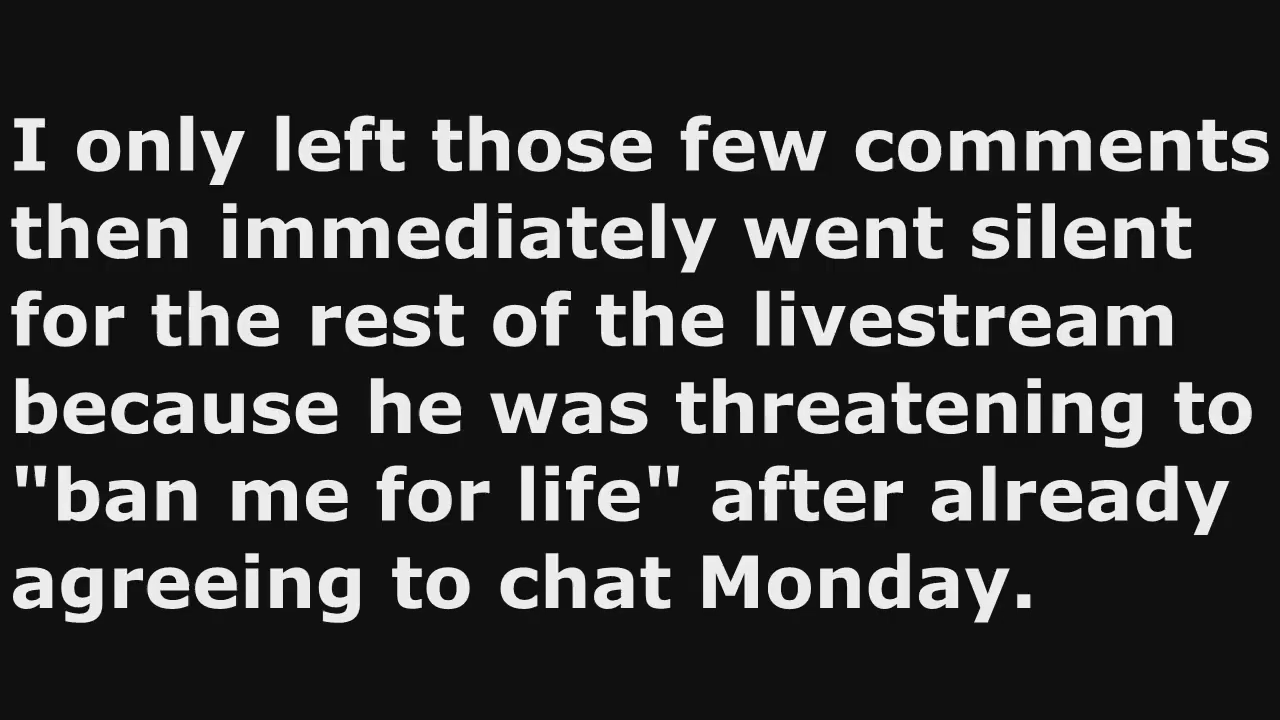 I only left those few comments
then immediately went silent
for the rest of the livestream
because he was threatening to
"ban me for life" after already
agreeing to chat Monday.